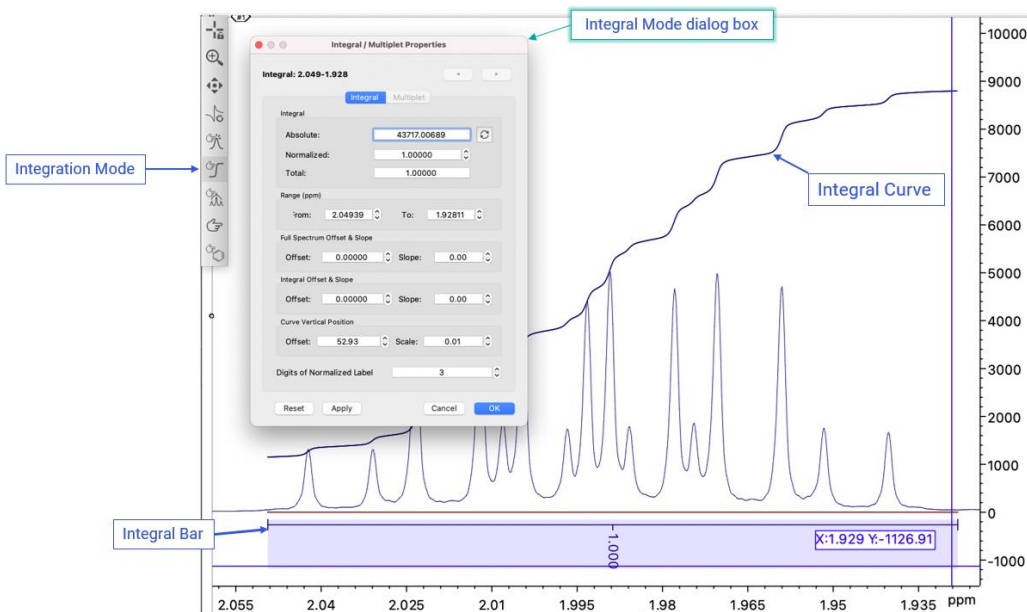 Integral Mode dialog box
Integral / Multiplet Properties
Integral: 2.049-1.928
Integral Multiplet
Integral
Absolute: 43717.00689
Normalized: 1.00000
Total: 1.00000
Range (ppm)
From: 2.04939 To: 1.92811
Full Spectrum Offset & Slope
Offset: 0.00000 Slope: 0.00
Integral Offset & Slope
Offset: 0.00000 Slope: 0.00
Curve Vertical Position
Offset: 52.93 Scale: 0.01
Digits of Normalized Label 3
Reset Apply Cancel OK
Integration Mode
Integral Curve
Integral Bar
1.000
X:1.929 Y:-1126.91
10000
9000
8000
7000
6000
5000
4000
3000
2000
1000
0
-1000
2.055 2.04 2.025 2.01 1.995 1.98 1.965 1.95 1.935 ppm